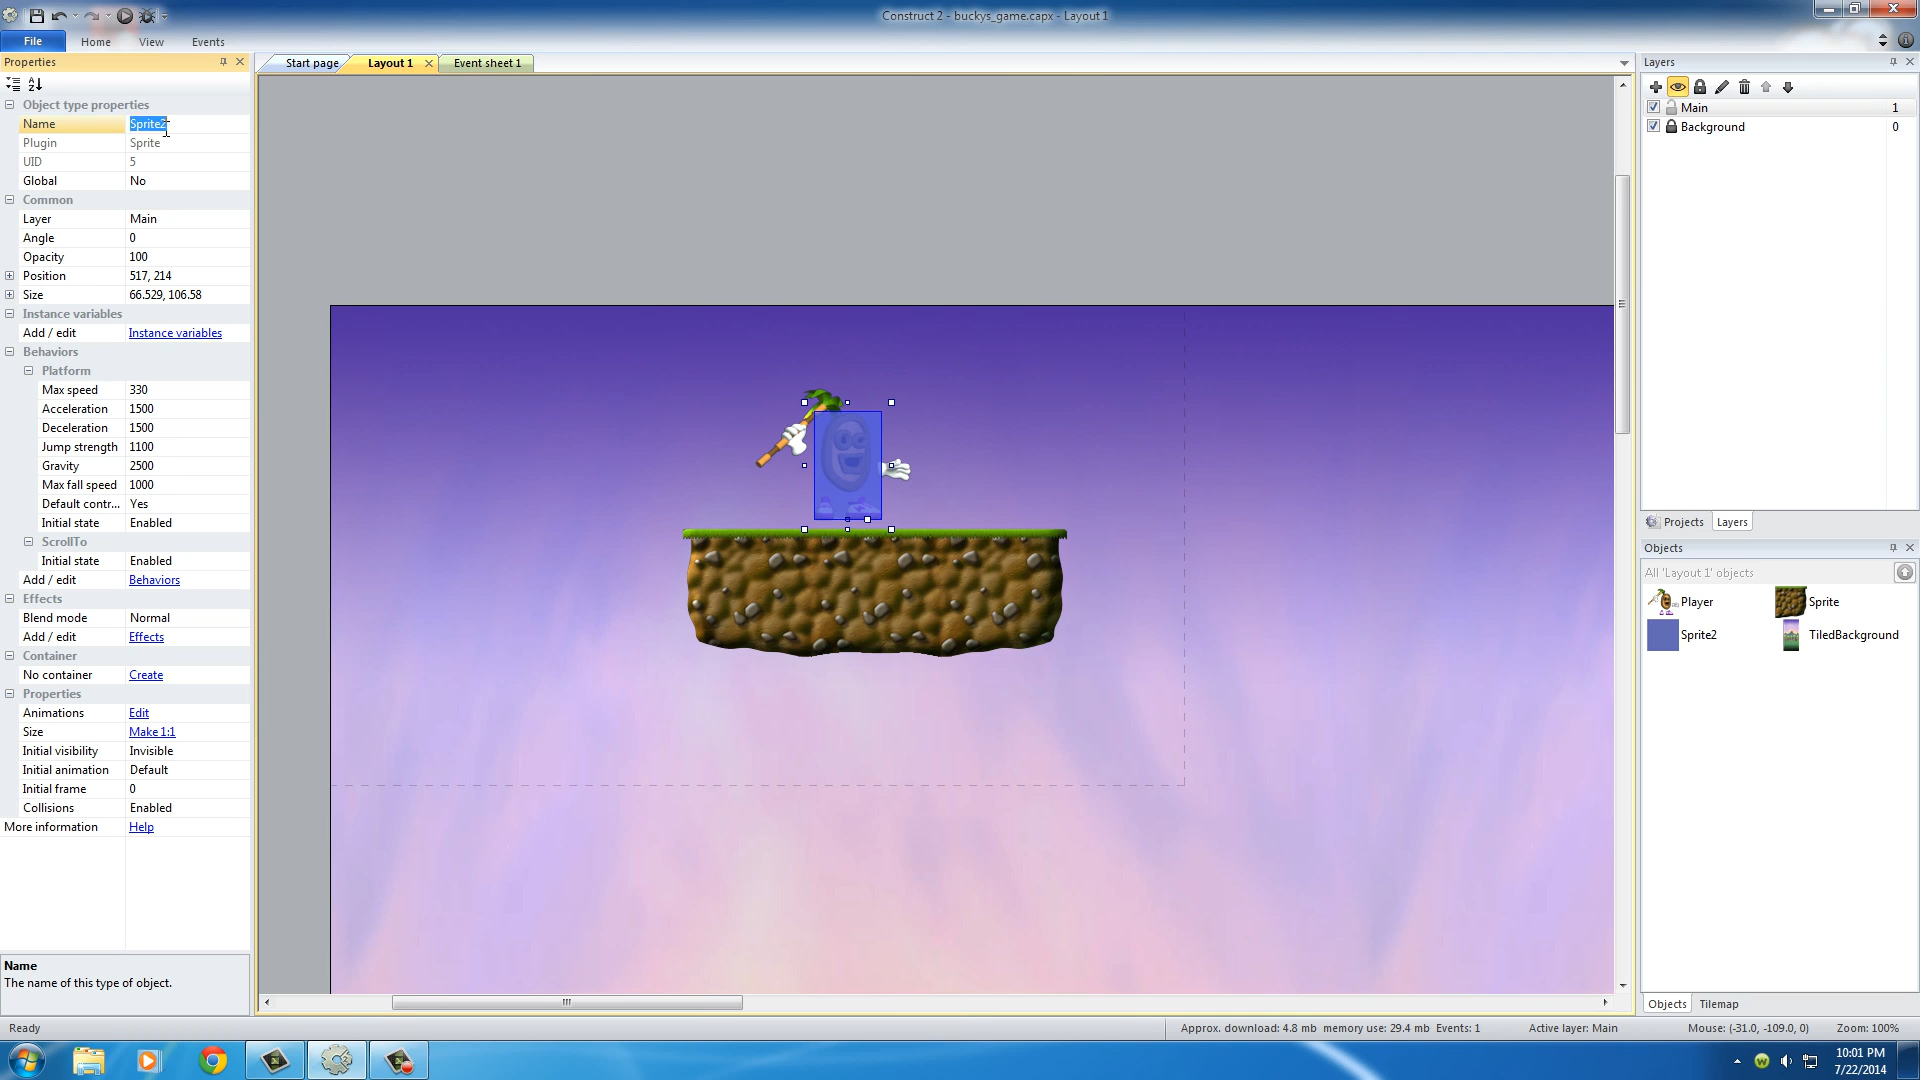 Construct 2 - buckys_game.capx - Layout 1
File Home View Events
Properties
Start page Layout 1 Event sheet 1
Layers
Object type properties
Name Sprite2
Plugin Sprite
UID 5
Global No
Common
Layer Main
Angle 0
Opacity 100
Position 517, 214
Size 66.529, 106.58
Instance variables
Add / edit Instance variables
Behaviors
Platform
Max speed 330
Acceleration 1500
Deceleration 1500
Jump strength 1100
Gravity 2500
Max fall speed 1000
Default contr... Yes
Initial state Enabled
ScrollTo
Initial state Enabled
Add / edit Behaviors
Effects
Blend mode Normal
Add / edit Effects
Container
No container Create
Properties
Animations Edit
Size Make 1:1
Initial visibility Invisible
Initial animation Default
Initial frame 0
Collisions Enabled
More information Help
Name
The name of this type of object.
Main 1
Background 0
Projects Layers
Objects
All 'Layout 1' objects
Player Sprite
Sprite2 TiledBackground
Objects Tilemap
Ready
Approx. download: 4.8 mb memory use: 29.4 mb Events: 1 Active layer: Main Mouse: (-31.0, -109.0, 0) Zoom: 100%
10:01 PM
7/22/2014